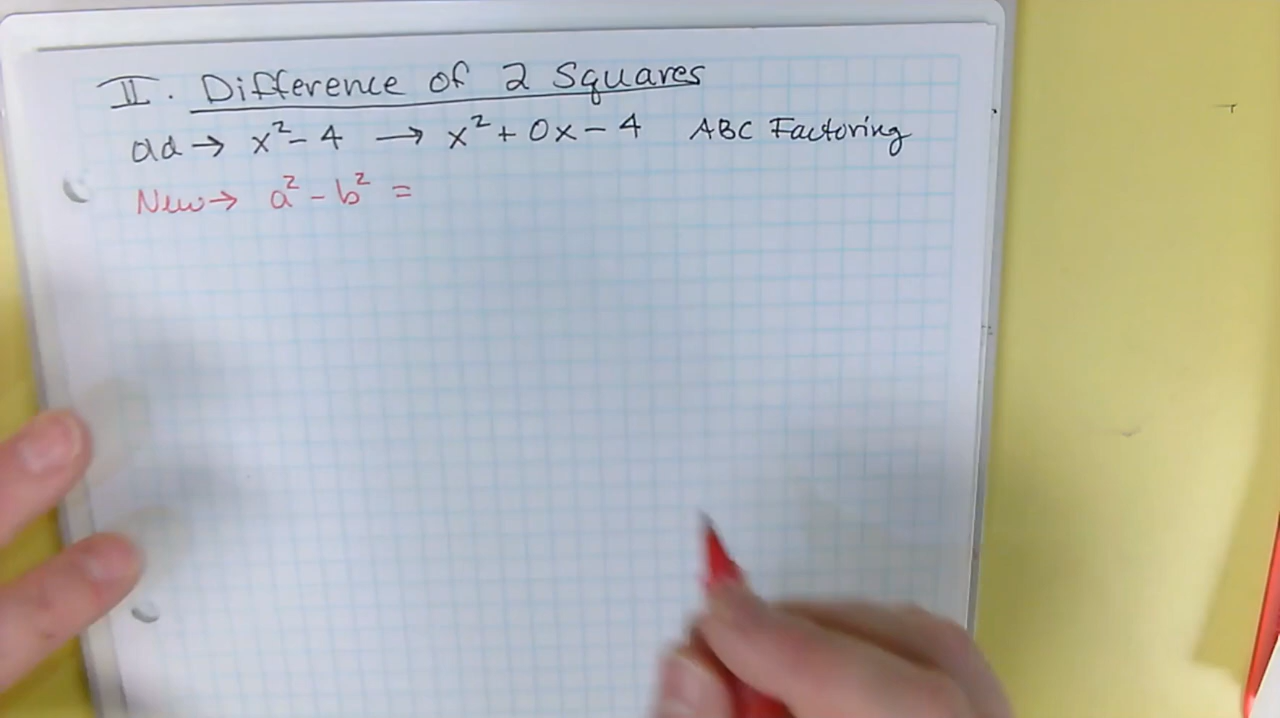 II. Difference of 2 Squares
Old → x² - 4 → x² + 0x - 4 ABC Factoring
New → a² - b² =